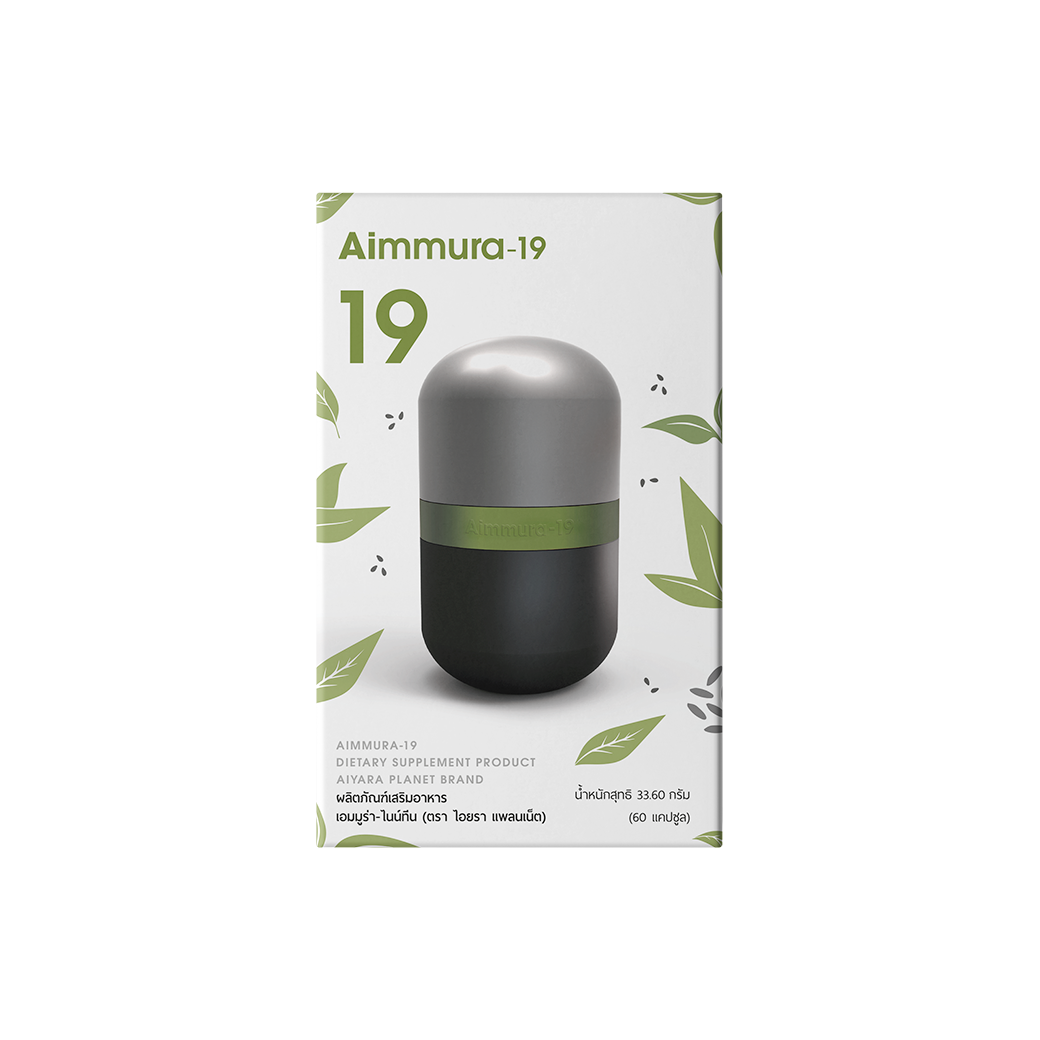 Aimmura-19
19
Aimmura-19
AIMMURA-19
DIETARY SUPPLEMENT PRODUCT
AIYARA PLANET BRAND
ผลิตภัณฑ์เสริมอาหาร
เอมมูร่า-ไนน์ทีน (ตรา ไอยรา แพลนเน็ต)
น้ำหนักสุทธิ 33.60 กรัม
(60 แคปซูล)